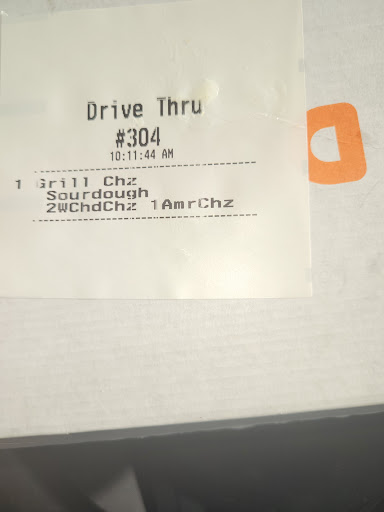 Drive Thru
#304
10:11:44 AM
1 Grill Chz
Sourdough
2WChdChz 1AmrChz